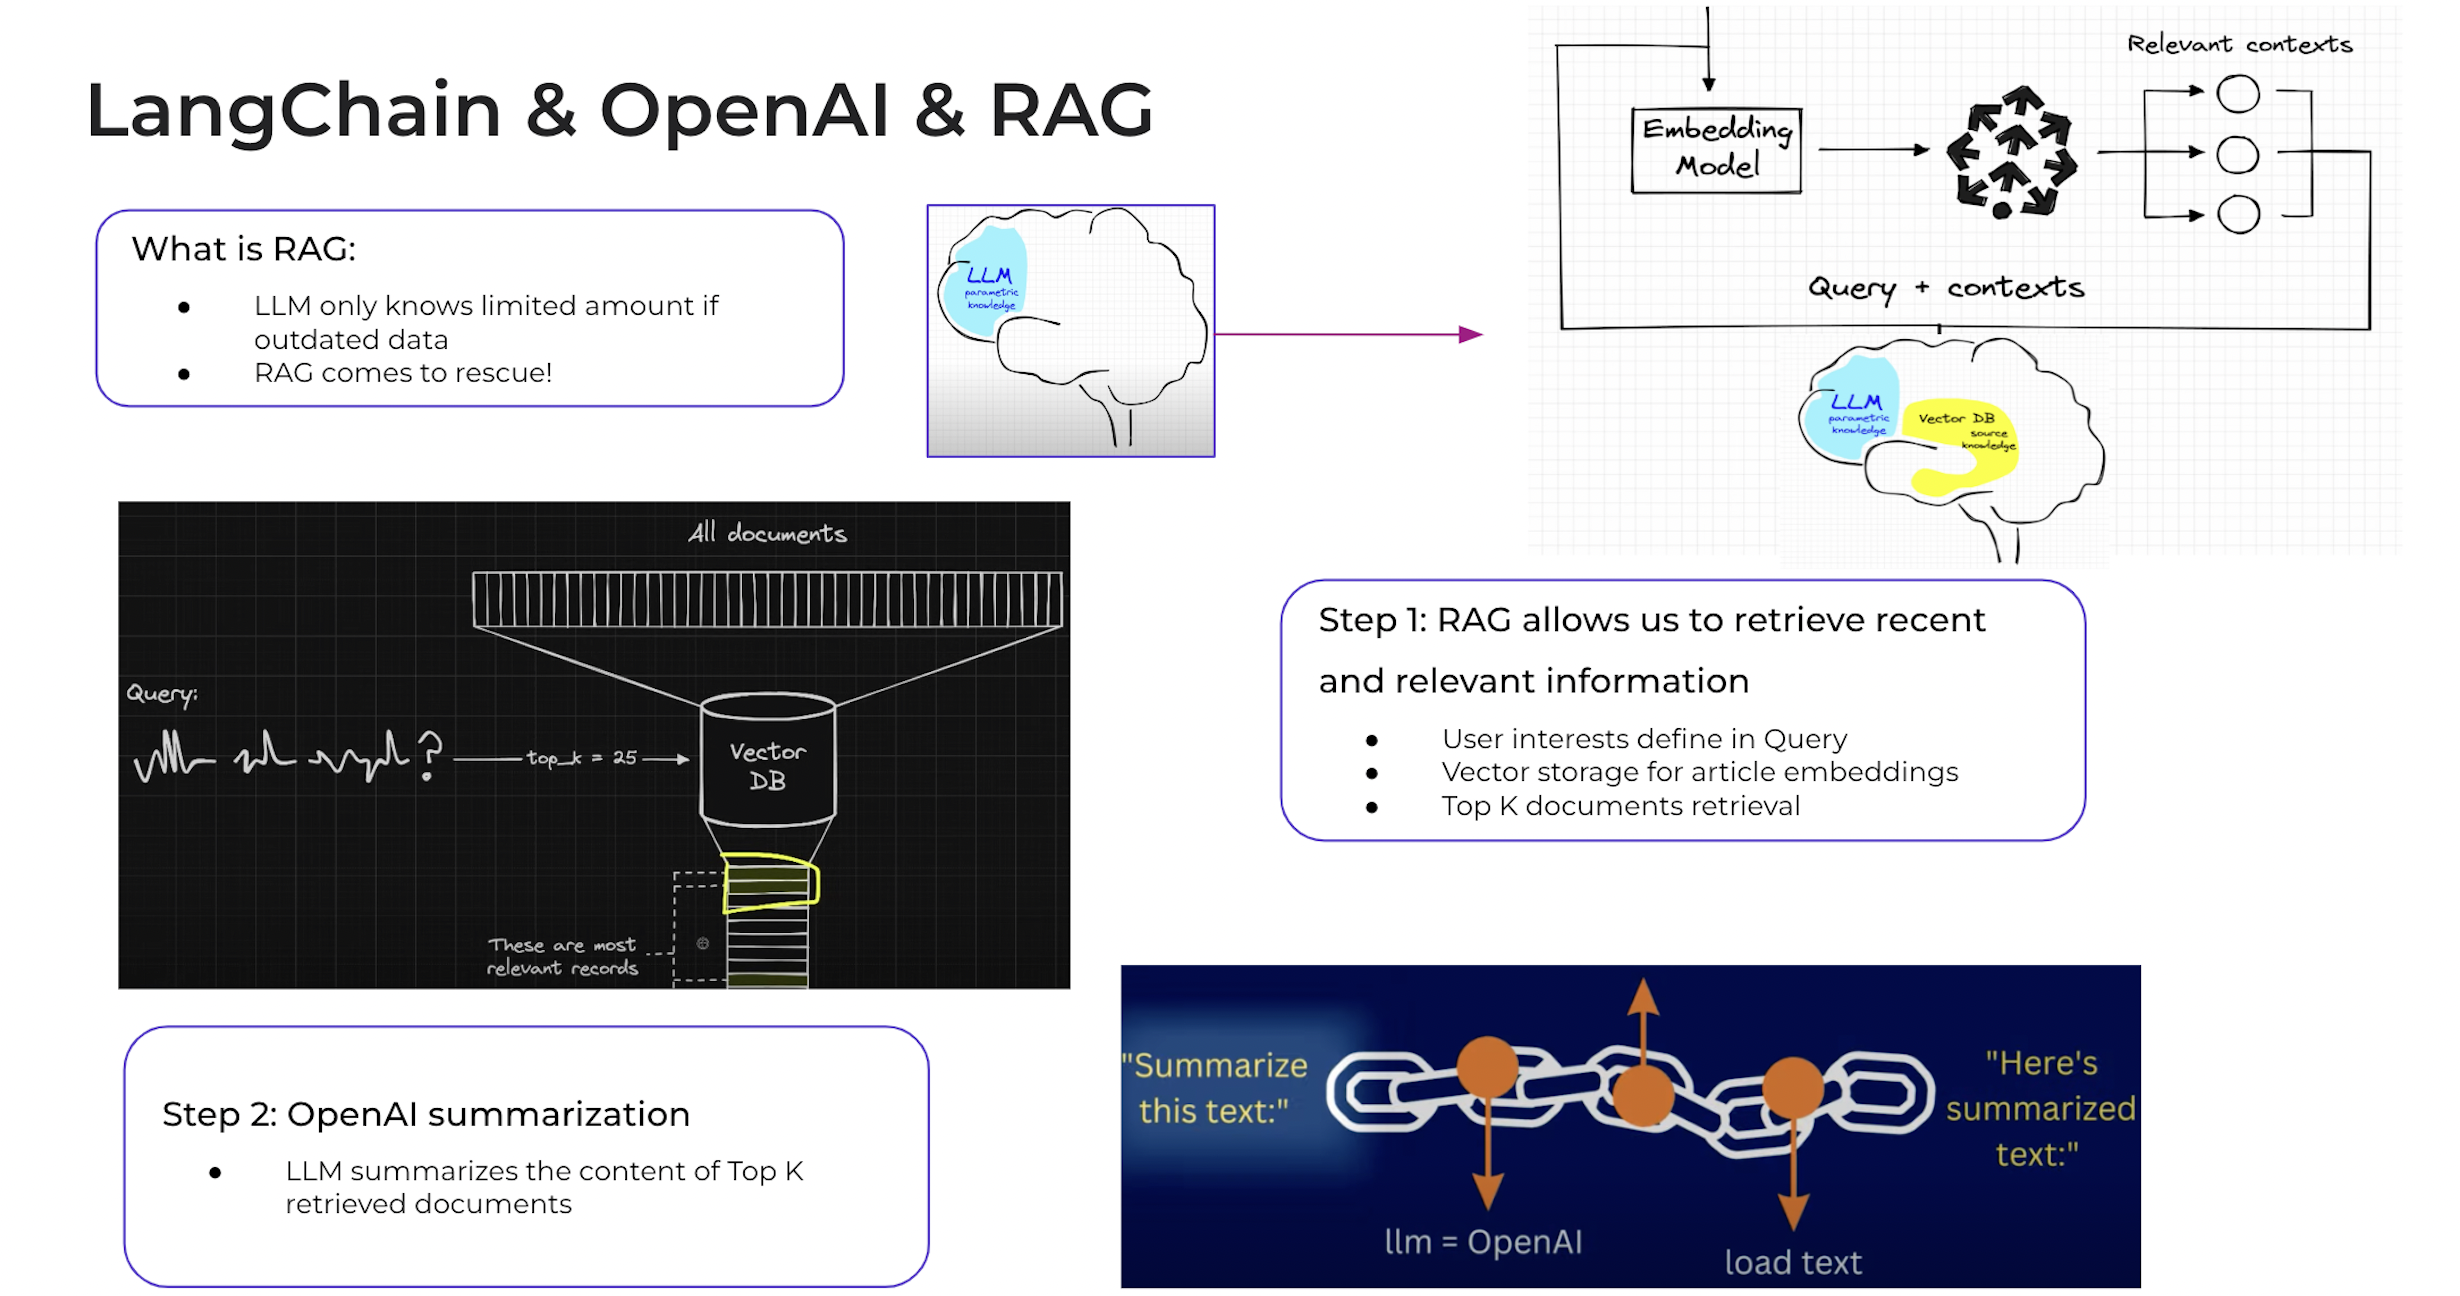 LangChain & OpenAI & RAG
What is RAG:
● LLM only knows limited amount if
outdated data
● RAG comes to rescue!
LLM
parametric
knowledge
Relevant contexts
Embedding
Model
Query + contexts
LLM
parametric
knowledge
Vector DB
source
knowledge
All documents
Query:
?
top_k = 25
Vector
DB
These are most
relevant records
Step 1: RAG allows us to retrieve recent
and relevant information
● User interests define in Query
● Vector storage for article embeddings
● Top K documents retrieval
Step 2: OpenAI summarization
● LLM summarizes the content of Top K
retrieved documents
"Summarize
this text:"
llm = OpenAI
load text
"Here's
summarized
text:"